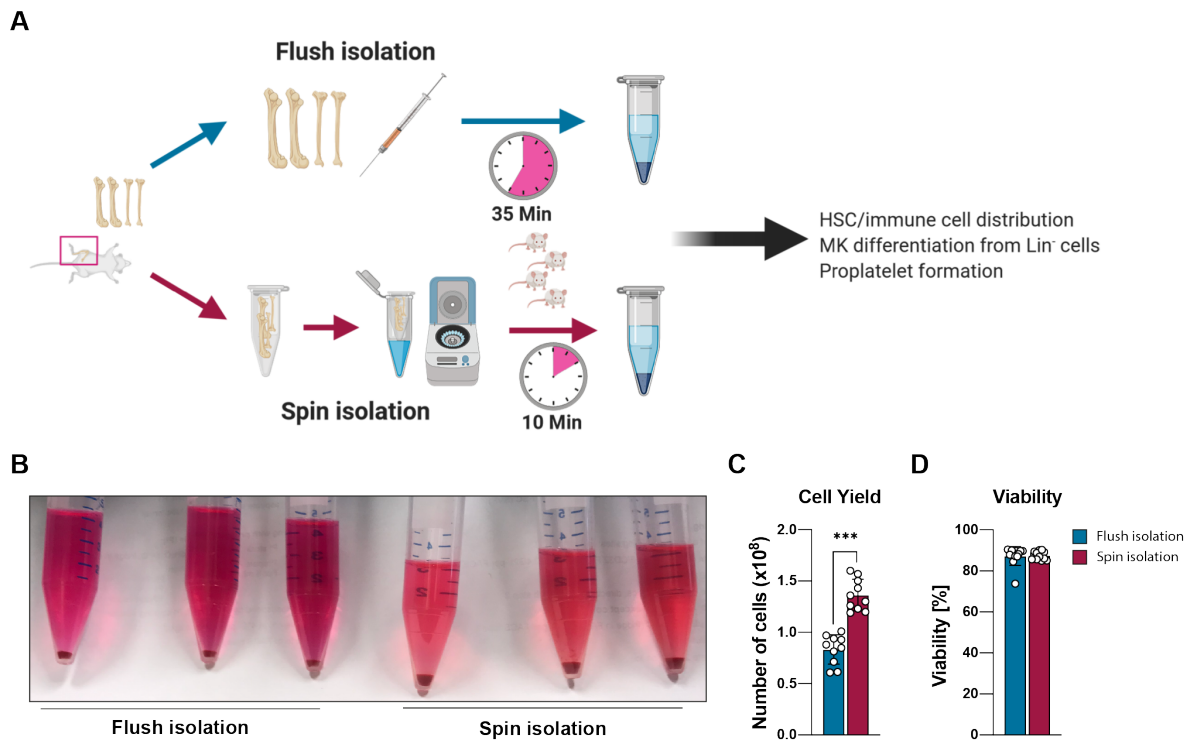 A
Flush isolation
35 Min
HSC/immune cell distribution
MK differentiation from Lin- cells
Proplatelet formation
Spin isolation
10 Min
B
Flush isolation
Spin isolation
C
Cell Yield
Number of cells (x10⁸)
2.0
1.5
1.0
0.5
0.0
***
D
Viability
Viability [%]
100
80
60
40
20
0
Flush isolation
Spin isolation